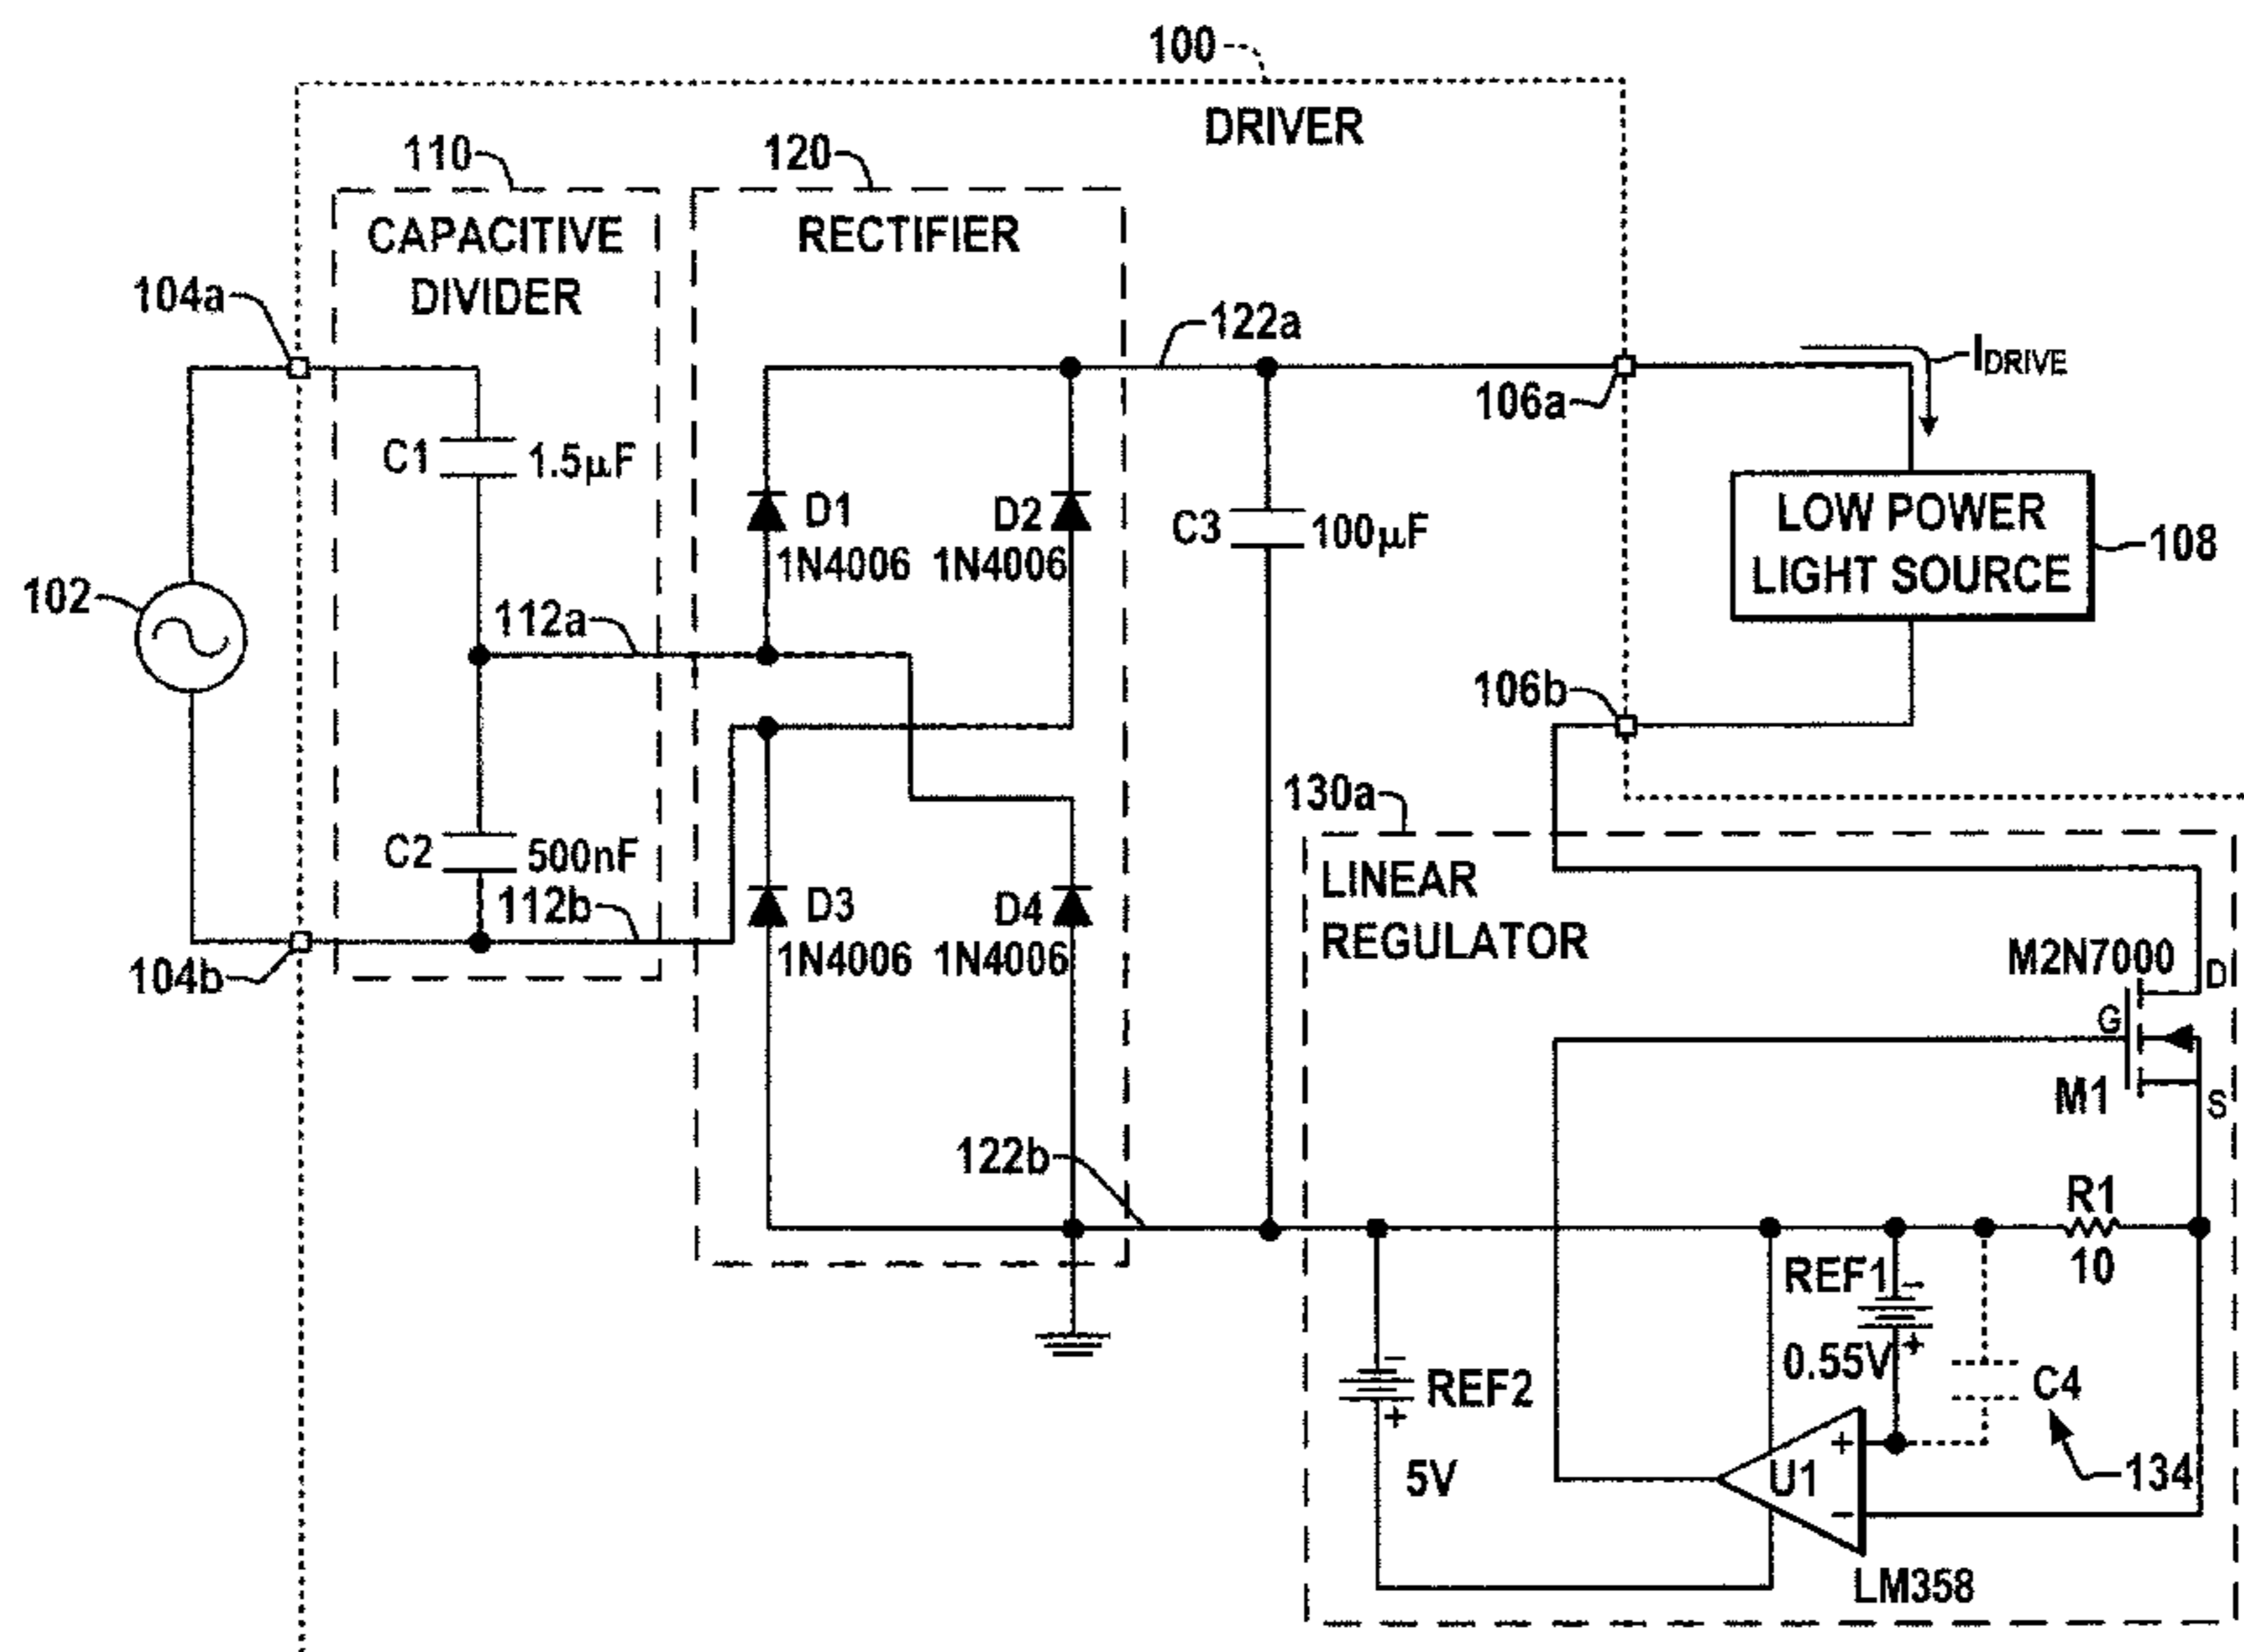 100
DRIVER
110
120
CAPACITIVE
DIVIDER
RECTIFIER
104a
122a
IDRIVE
106a
C1 1.5µF
D1
1N4006
D2
1N4006
C3 100µF
LOW POWER
LIGHT SOURCE
108
102
112a
106b
130a
C2 500nF
112b
D3
1N4006
D4
1N4006
LINEAR
REGULATOR
104b
M2N7000
D
G
M1
S
122b
R1
10
REF1
−
0.55V
+
C4
−
REF2
+
5V
+
U1
−
134
LM358